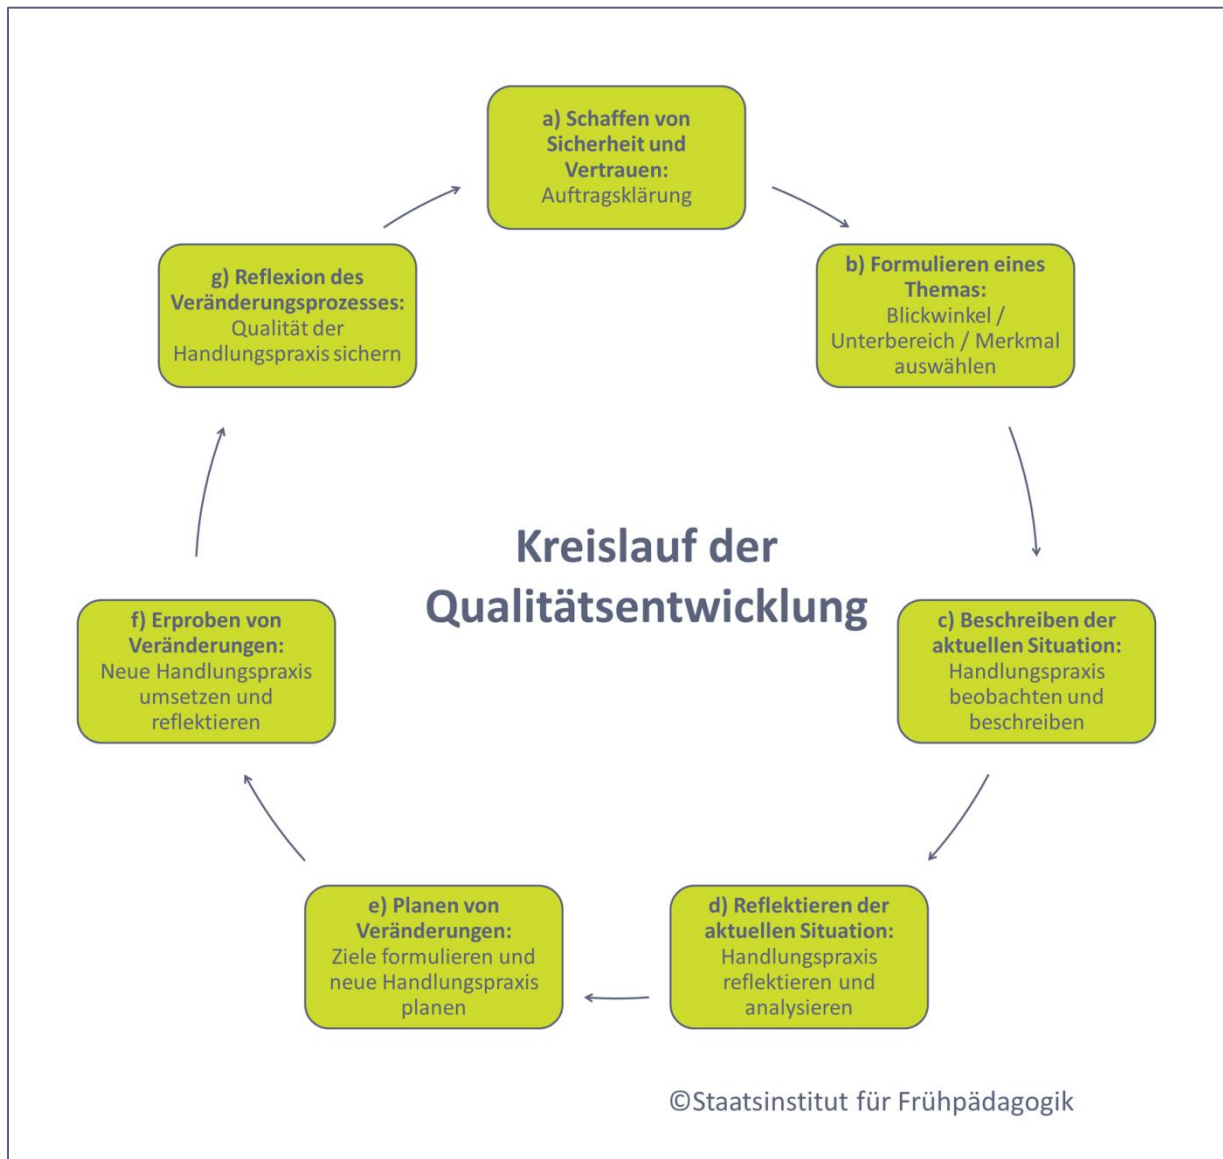 a) Schaffen von
Sicherheit und
Vertrauen:
Auftragsklärung
b) Formulieren eines
Themas:
Blickwinkel /
Unterbereich / Merkmal
auswählen
c) Beschreiben der
aktuellen Situation:
Handlungspraxis
beobachten und
beschreiben
d) Reflektieren der
aktuellen Situation:
Handlungspraxis
reflektieren und
analysieren
e) Planen von
Veränderungen:
Ziele formulieren und
neue Handlungspraxis
planen
f) Erproben von
Veränderungen:
Neue Handlungspraxis
umsetzen und
reflektieren
g) Reflexion des
Veränderungsprozesses:
Qualität der
Handlungspraxis sichern
Kreislauf der
Qualitätsentwicklung
©Staatsinstitut für Frühpädagogik